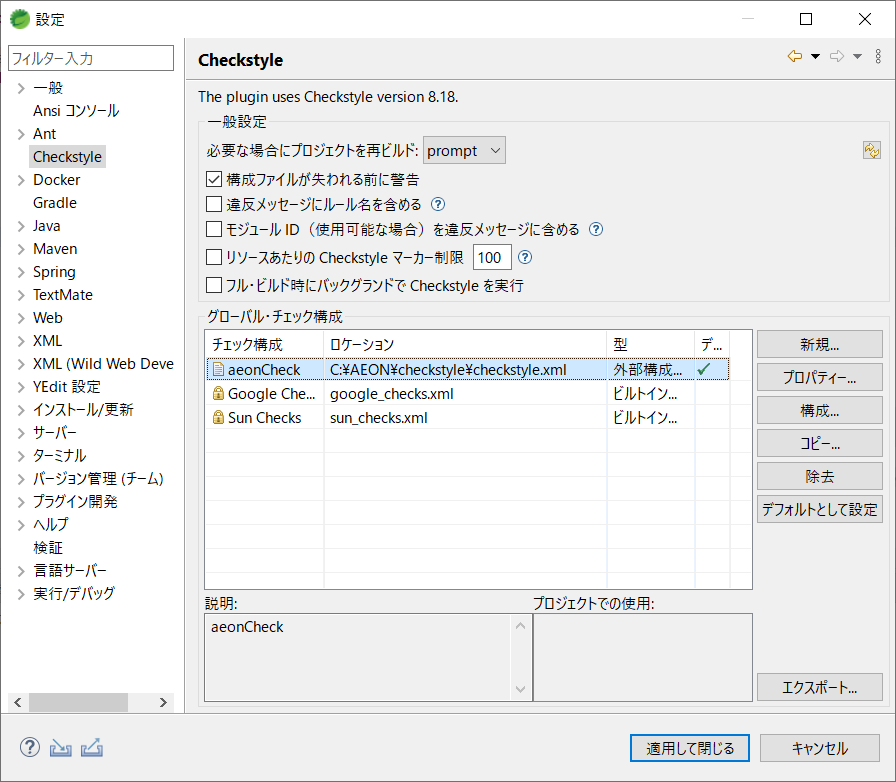 設定
フィルター入力
一般
Ansi コンソール
Ant
Checkstyle
Docker
Gradle
Java
Maven
Spring
TextMate
Web
XML
XML (Wild Web Deve
YEdit 設定
インストール/更新
サーバー
ターミナル
バージョン管理 (チーム)
プラグイン開発
ヘルプ
検証
言語サーバー
実行/デバッグ
Checkstyle
The plugin uses Checkstyle version 8.18.
一般設定
必要な場合にプロジェクトを再ビルド: prompt
構成ファイルが失われる前に警告
違反メッセージにルール名を含める
モジュール ID（使用可能な場合）を違反メッセージに含める
リソースあたりの Checkstyle マーカー制限 100
フル・ビルド時にバックグランドで Checkstyle を実行
グローバル・チェック構成
チェック構成 ロケーション 型 デ...
aeonCheck C:¥AEON¥checkstyle¥checkstyle.xml 外部構成...
Google Che... google_checks.xml ビルトイン...
Sun Checks sun_checks.xml ビルトイン...
新規...
プロパティー...
構成...
コピー...
除去
デフォルトとして設定
説明: プロジェクトでの使用:
aeonCheck
エクスポート...
適用して閉じる キャンセル